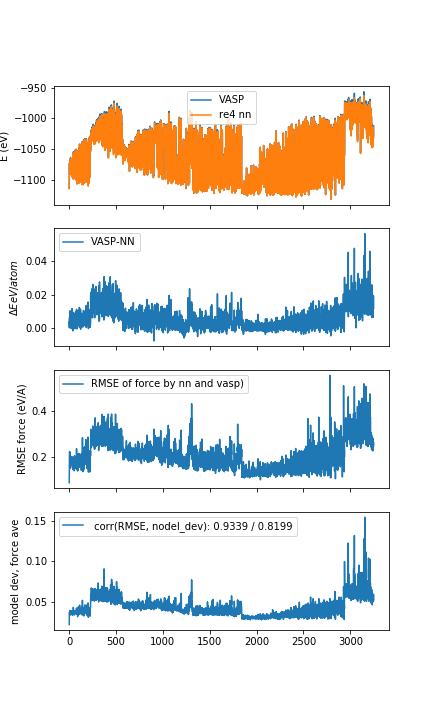 −950
−1000
−1050
−1100
E (eV)
VASP
re4 nn
0.04
0.02
0.00
ΔEeV/atom
VASP-NN
0.4
0.2
RMSE force (eV/A)
RMSE of force by nn and vasp)
0.15
0.10
0.05
model dev, force ave
corr(RMSE, nodel_dev): 0.9339 / 0.8199
0 500 1000 1500 2000 2500 3000